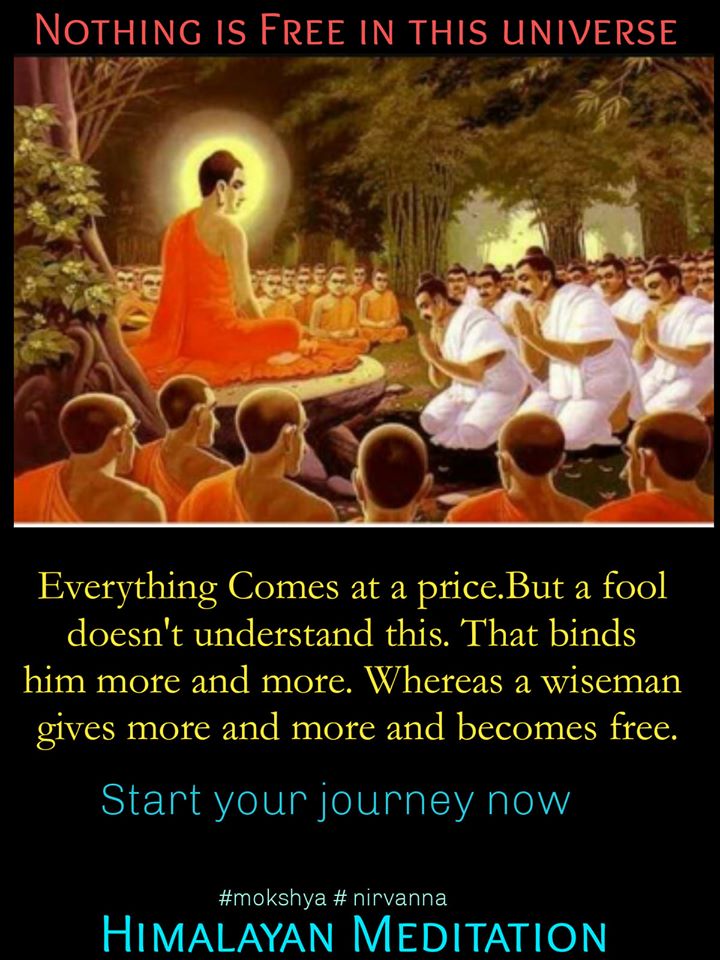 NOTHING IS FREE IN THIS UNIVERSE
Everything Comes at a price.But a fool
doesn't understand this. That binds
him more and more. Whereas a wiseman
gives more and more and becomes free.
Start your journey now
#mokshya # nirvanna
HIMALAYAN MEDITATION